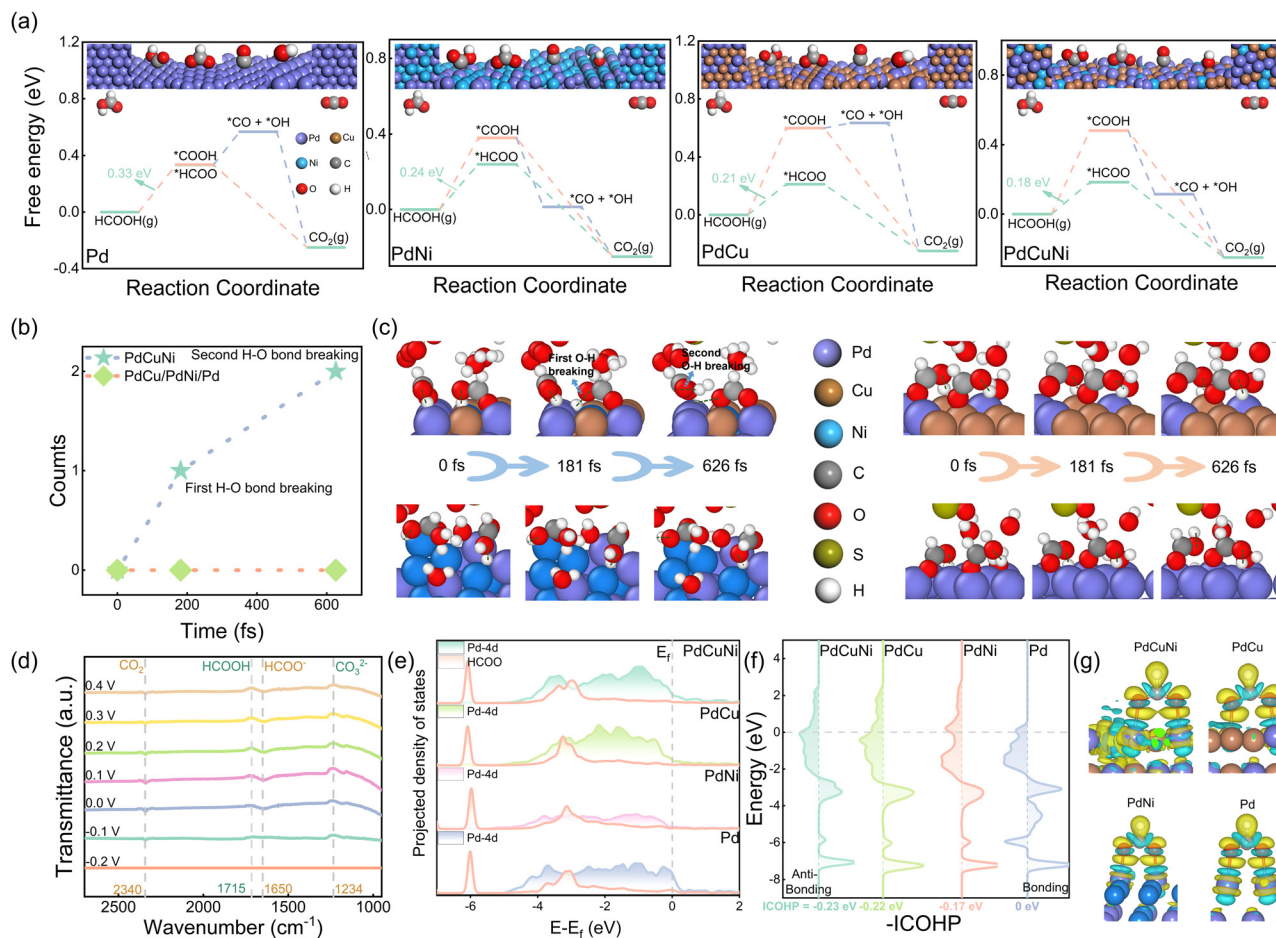 (a)
Free energy (eV)
1.2
0.8
0.4
0.0
-0.4
HCOOH(g)
0.33 eV
*COOH
*HCOO
*CO + *OH
CO₂(g)
Pd
Cu
Ni
C
O
H
Pd
Reaction Coordinate
0.8
0.4
0.0
HCOOH(g)
0.24 eV
*COOH
*HCOO
*CO + *OH
CO₂(g)
PdNi
Reaction Coordinate
1.2
0.8
0.4
0.0
HCOOH(g)
0.21 eV
*COOH
*HCOO
*CO + *OH
CO₂(g)
PdCu
Reaction Coordinate
0.8
0.4
0.0
HCOOH(g)
0.18 eV
*COOH
*HCOO
*CO + *OH
CO₂(g)
PdCuNi
Reaction Coordinate
(b)
PdCuNi
PdCu/PdNi/Pd
Second H-O bond breaking
First H-O bond breaking
Counts
2
1
0
0 200 400 600
Time (fs)
(c)
First O-H
breaking
Second
O-H breaking
0 fs
181 fs
626 fs
Pd
Cu
Ni
C
O
S
H
0 fs
181 fs
626 fs
(d)
CO₂
HCOOH
HCOO⁻
CO₃²⁻
Transmittance (a.u.)
0.4 V
0.3 V
0.2 V
0.1 V
0.0 V
-0.1 V
-0.2 V
2340
1715
1650
1234
2500 2000 1500 1000
Wavenumber (cm⁻¹)
(e)
Projected density of states
Pd-4d
HCOO
E_f
PdCuNi
Pd-4d
PdCu
Pd-4d
PdNi
Pd-4d
Pd
-6 -4 -2 0 2
E-E_f (eV)
(f)
Energy (eV)
4
2
0
-2
-4
-6
-8
PdCuNi
PdCu
PdNi
Pd
Anti-
Bonding
Bonding
ICOHP = -0.23 eV
-0.22 eV
-0.17 eV
0 eV
-ICOHP
(g)
PdCuNi
PdCu
PdNi
Pd